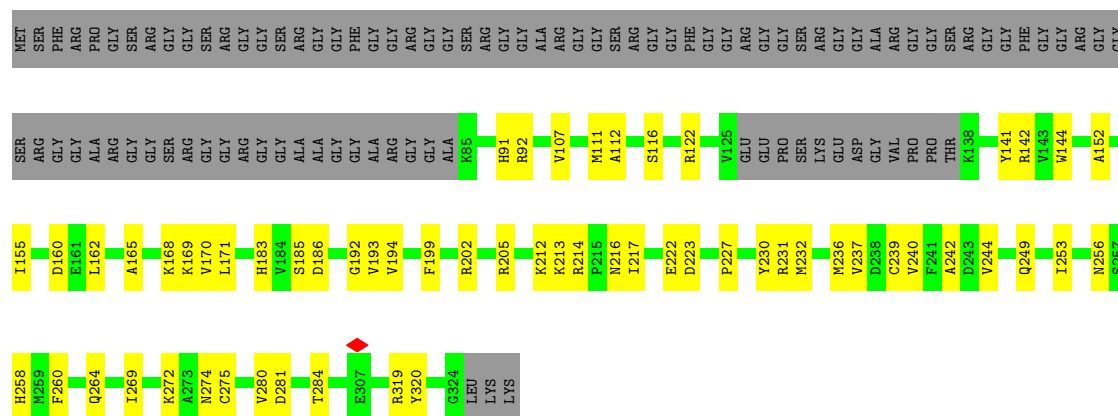 MET SER PHE ARG PRO GLY SER ARG GLY GLY SER ARG GLY GLY SER ARG GLY GLY PHE GLY GLY ARG GLY GLY SER ARG GLY GLY ALA ARG GLY GLY SER ARG GLY GLY PHE GLY GLY ARG GLY GLY SER ARG GLY GLY ALA ARG GLY GLY SER ARG GLY GLY PHE GLY GLY ARG GLY GLY
SER ARG GLY GLY ALA ARG GLY GLY SER ARG GLY GLY ARG GLY GLY ALA ALA GLY GLY ALA ARG GLY GLY ALA K85 H91 R92 V107 M111 A112 S116 R122 V125 GLU GLU PRO SER LYS GLU ASP GLY VAL PRO PRO THR K138 Y141 R142 V143 W144 A152
I155 D160 E161 L162 A165 K168 K169 V170 L171 H183 V184 S185 D186 G192 V193 V194 F199 R202 R205 K212 K213 R214 P215 N216 I217 E222 D223 P227 Y230 R231 M232 M236 V237 D238 C239 V240 F241 A242 D243 V244 Q249 I253 N256 S257
H258 M259 F260 Q264 I269 K272 A273 N274 C275 V280 D281 T284 E307 R319 Y320 G324 LEU LYS LYS